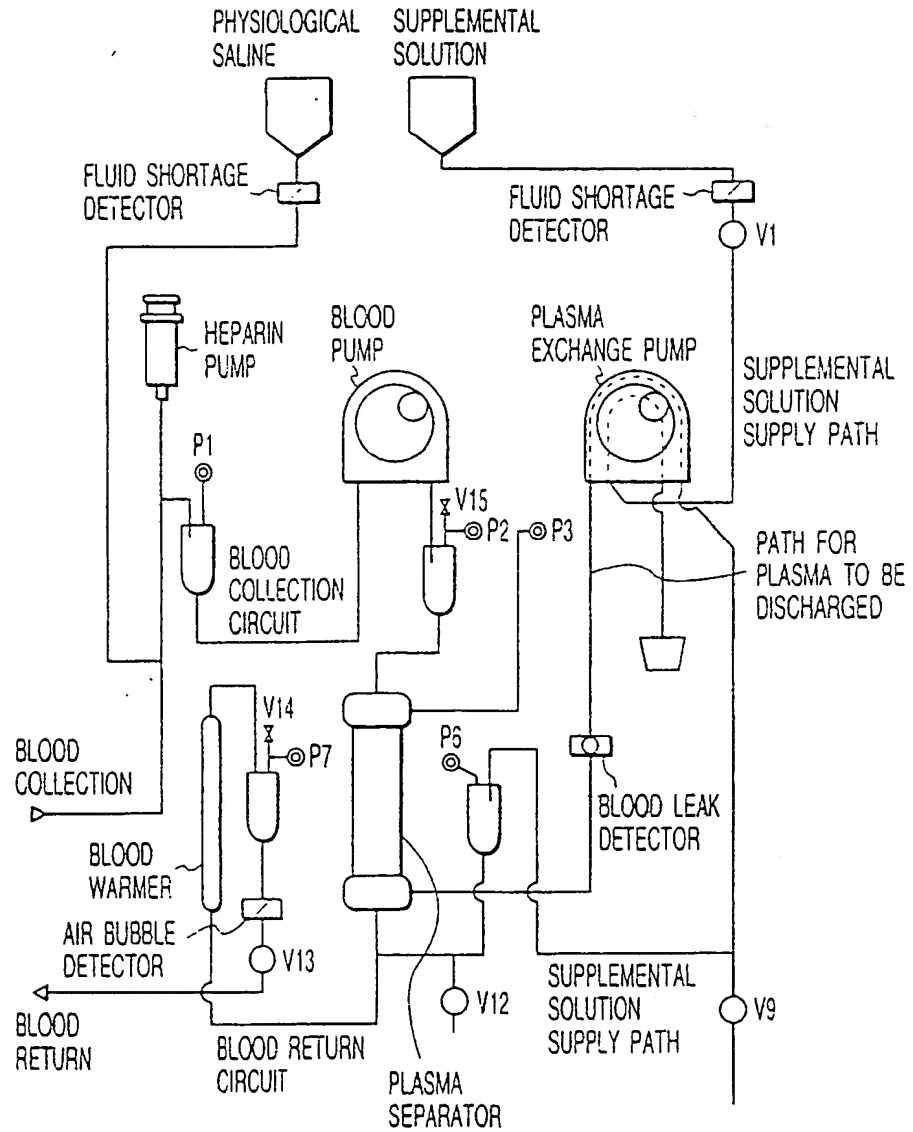 PHYSIOLOGICAL
SALINE
SUPPLEMENTAL
SOLUTION
FLUID SHORTAGE
DETECTOR
FLUID SHORTAGE
DETECTOR
V1
HEPARIN
PUMP
BLOOD
PUMP
PLASMA
EXCHANGE PUMP
SUPPLEMENTAL
SOLUTION
SUPPLY PATH
P1
V15
P2
P3
BLOOD
COLLECTION
CIRCUIT
PATH FOR
PLASMA TO BE
DISCHARGED
V14
P7
P6
BLOOD
COLLECTION
BLOOD LEAK
DETECTOR
BLOOD
WARMER
AIR BUBBLE
DETECTOR
V13
BLOOD
RETURN
BLOOD RETURN
CIRCUIT
V12
SUPPLEMENTAL
SOLUTION
SUPPLY PATH
V9
PLASMA
SEPARATOR